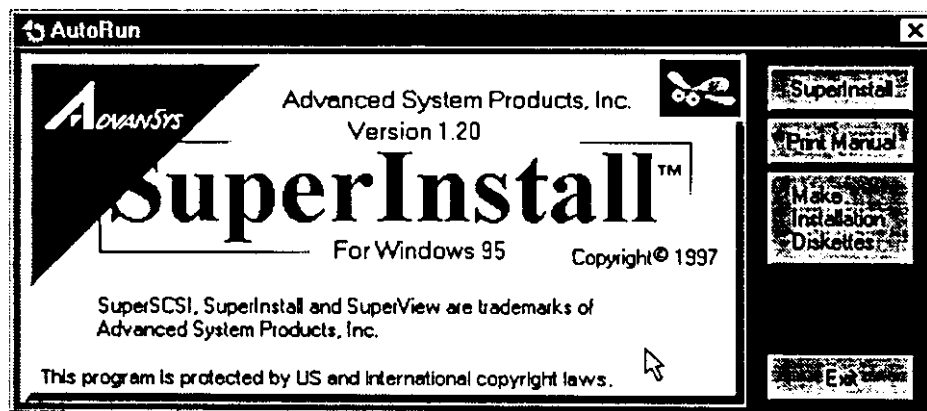 AutoRun
ADVANSYS
Advanced System Products, Inc.
Version 1.20
SuperInstall™
For Windows 95
Copyright© 1997
SuperSCSI, SuperInstall and SuperView are trademarks of
Advanced System Products, Inc.
This program is protected by US and international copyright laws.
SuperInstall
Print Manual
Make
Installation
Diskettes
Exit